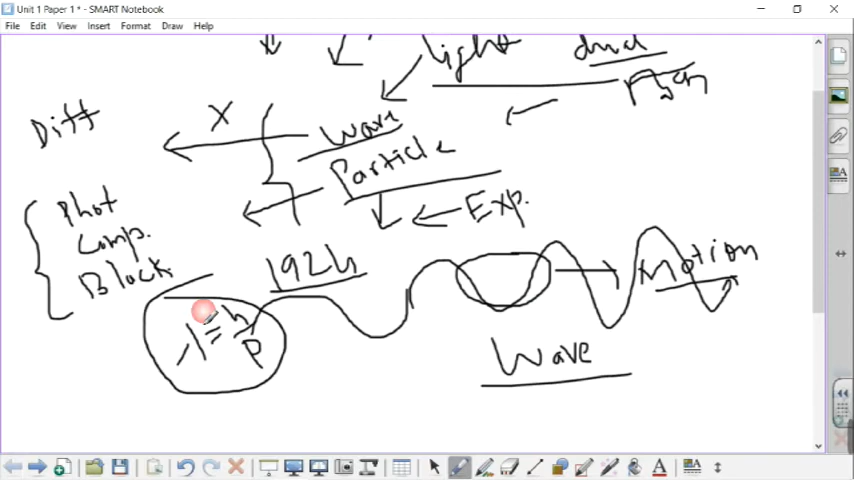 Unit 1 Paper 1 * - SMART Notebook
File Edit View Insert Format Draw Help
light dual
Diff X Wave
Particle
Phot Exp.
Comp.
Black 1924 Motion
λ = h
P
Wave